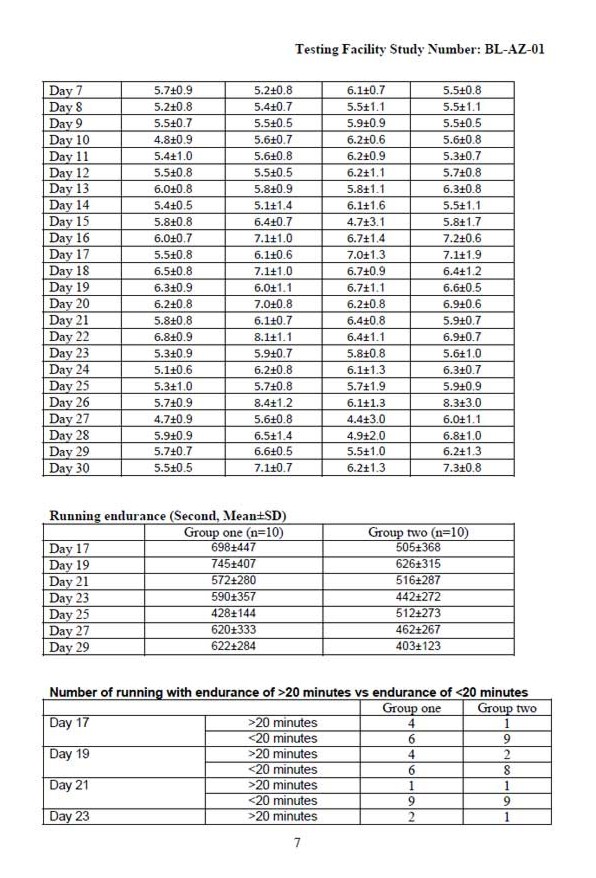 Testing Facility Study Number: BL-AZ-01
Day 7 5.7±0.9 5.2±0.8 6.1±0.7 5.5±0.8
Day 8 5.2±0.8 5.4±0.7 5.5±1.1 5.5±1.1
Day 9 5.5±0.7 5.5±0.5 5.9±0.9 5.5±0.5
Day 10 4.8±0.9 5.6±0.7 6.2±0.6 5.6±0.8
Day 11 5.4±1.0 5.6±0.8 6.2±0.9 5.3±0.7
Day 12 5.5±0.8 5.5±0.5 6.2±1.1 5.7±0.8
Day 13 6.0±0.8 5.8±0.9 5.8±1.1 6.3±0.8
Day 14 5.4±0.5 5.1±1.4 6.1±1.6 5.5±1.1
Day 15 5.8±0.8 6.4±0.7 4.7±3.1 5.8±1.7
Day 16 6.0±0.7 7.1±1.0 6.7±1.4 7.2±0.6
Day 17 5.5±0.8 6.1±0.6 7.0±1.3 7.1±1.9
Day 18 6.5±0.8 7.1±1.0 6.7±0.9 6.4±1.2
Day 19 6.3±0.9 6.0±1.1 6.7±1.1 6.6±0.5
Day 20 6.2±0.8 7.0±0.8 6.2±0.8 6.9±0.6
Day 21 5.8±0.8 6.1±0.7 6.4±0.8 5.9±0.7
Day 22 6.8±0.9 8.1±1.1 6.4±1.1 6.9±0.7
Day 23 5.3±0.9 5.9±0.7 5.8±0.8 5.6±1.0
Day 24 5.1±0.6 6.2±0.8 6.1±1.3 6.3±0.7
Day 25 5.3±1.0 5.7±0.8 5.7±1.9 5.9±0.9
Day 26 5.7±0.9 8.4±1.2 6.1±1.3 8.3±3.0
Day 27 4.7±0.9 5.6±0.8 4.4±3.0 6.0±1.1
Day 28 5.9±0.9 6.5±1.4 4.9±2.0 6.8±1.0
Day 29 5.7±0.7 6.6±0.5 5.5±1.0 6.2±1.3
Day 30 5.5±0.5 7.1±0.7 6.2±1.3 7.3±0.8
Running endurance (Second, Mean±SD)
Group one (n=10) Group two (n=10)
Day 17 698±447 505±368
Day 19 745±407 626±315
Day 21 572±280 516±287
Day 23 590±357 442±272
Day 25 428±144 512±273
Day 27 620±333 462±267
Day 29 622±284 403±123
Number of running with endurance of >20 minutes vs endurance of <20 minutes
Group one Group two
Day 17 >20 minutes 4 1
<20 minutes 6 9
Day 19 >20 minutes 4 2
<20 minutes 6 8
Day 21 >20 minutes 1 1
<20 minutes 9 9
Day 23 >20 minutes 2 1
7